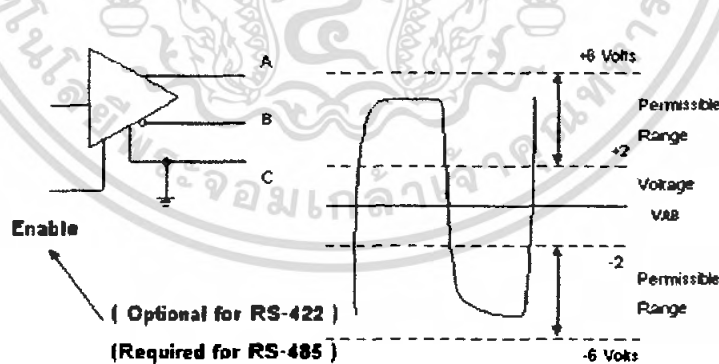 A
B
C
Enable
( Optional for RS-422 )
(Required for RS-485 )
+6 Volts
Permissible
Range
+2
Voltage
VAB
-2
Permissible
Range
-6 Volts